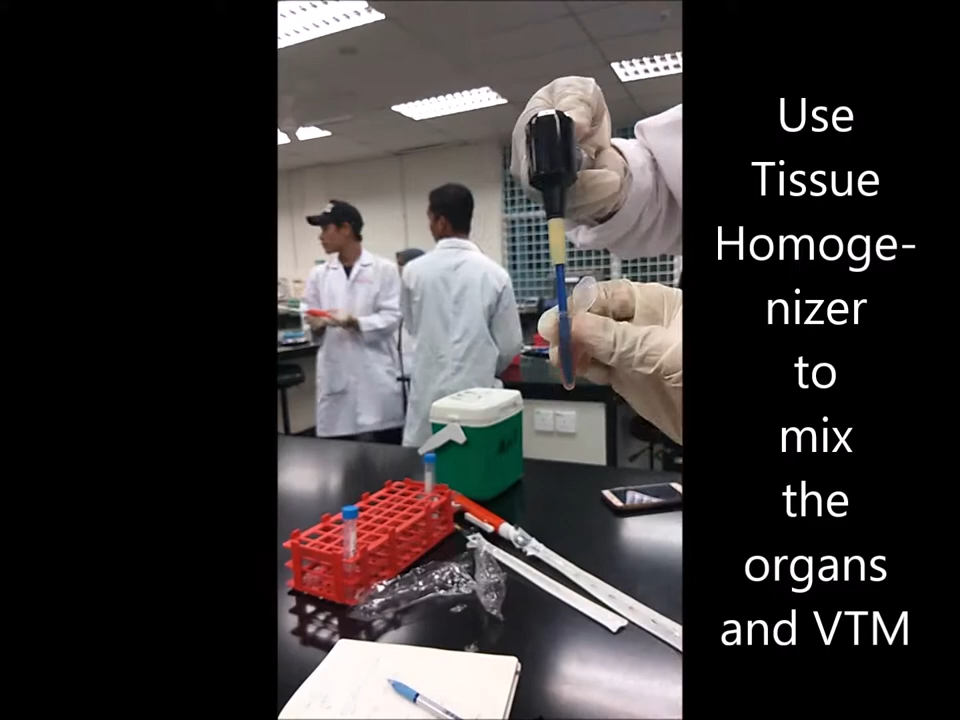 Use
Tissue
Homoge-
nizer
to
mix
the
organs
and VTM